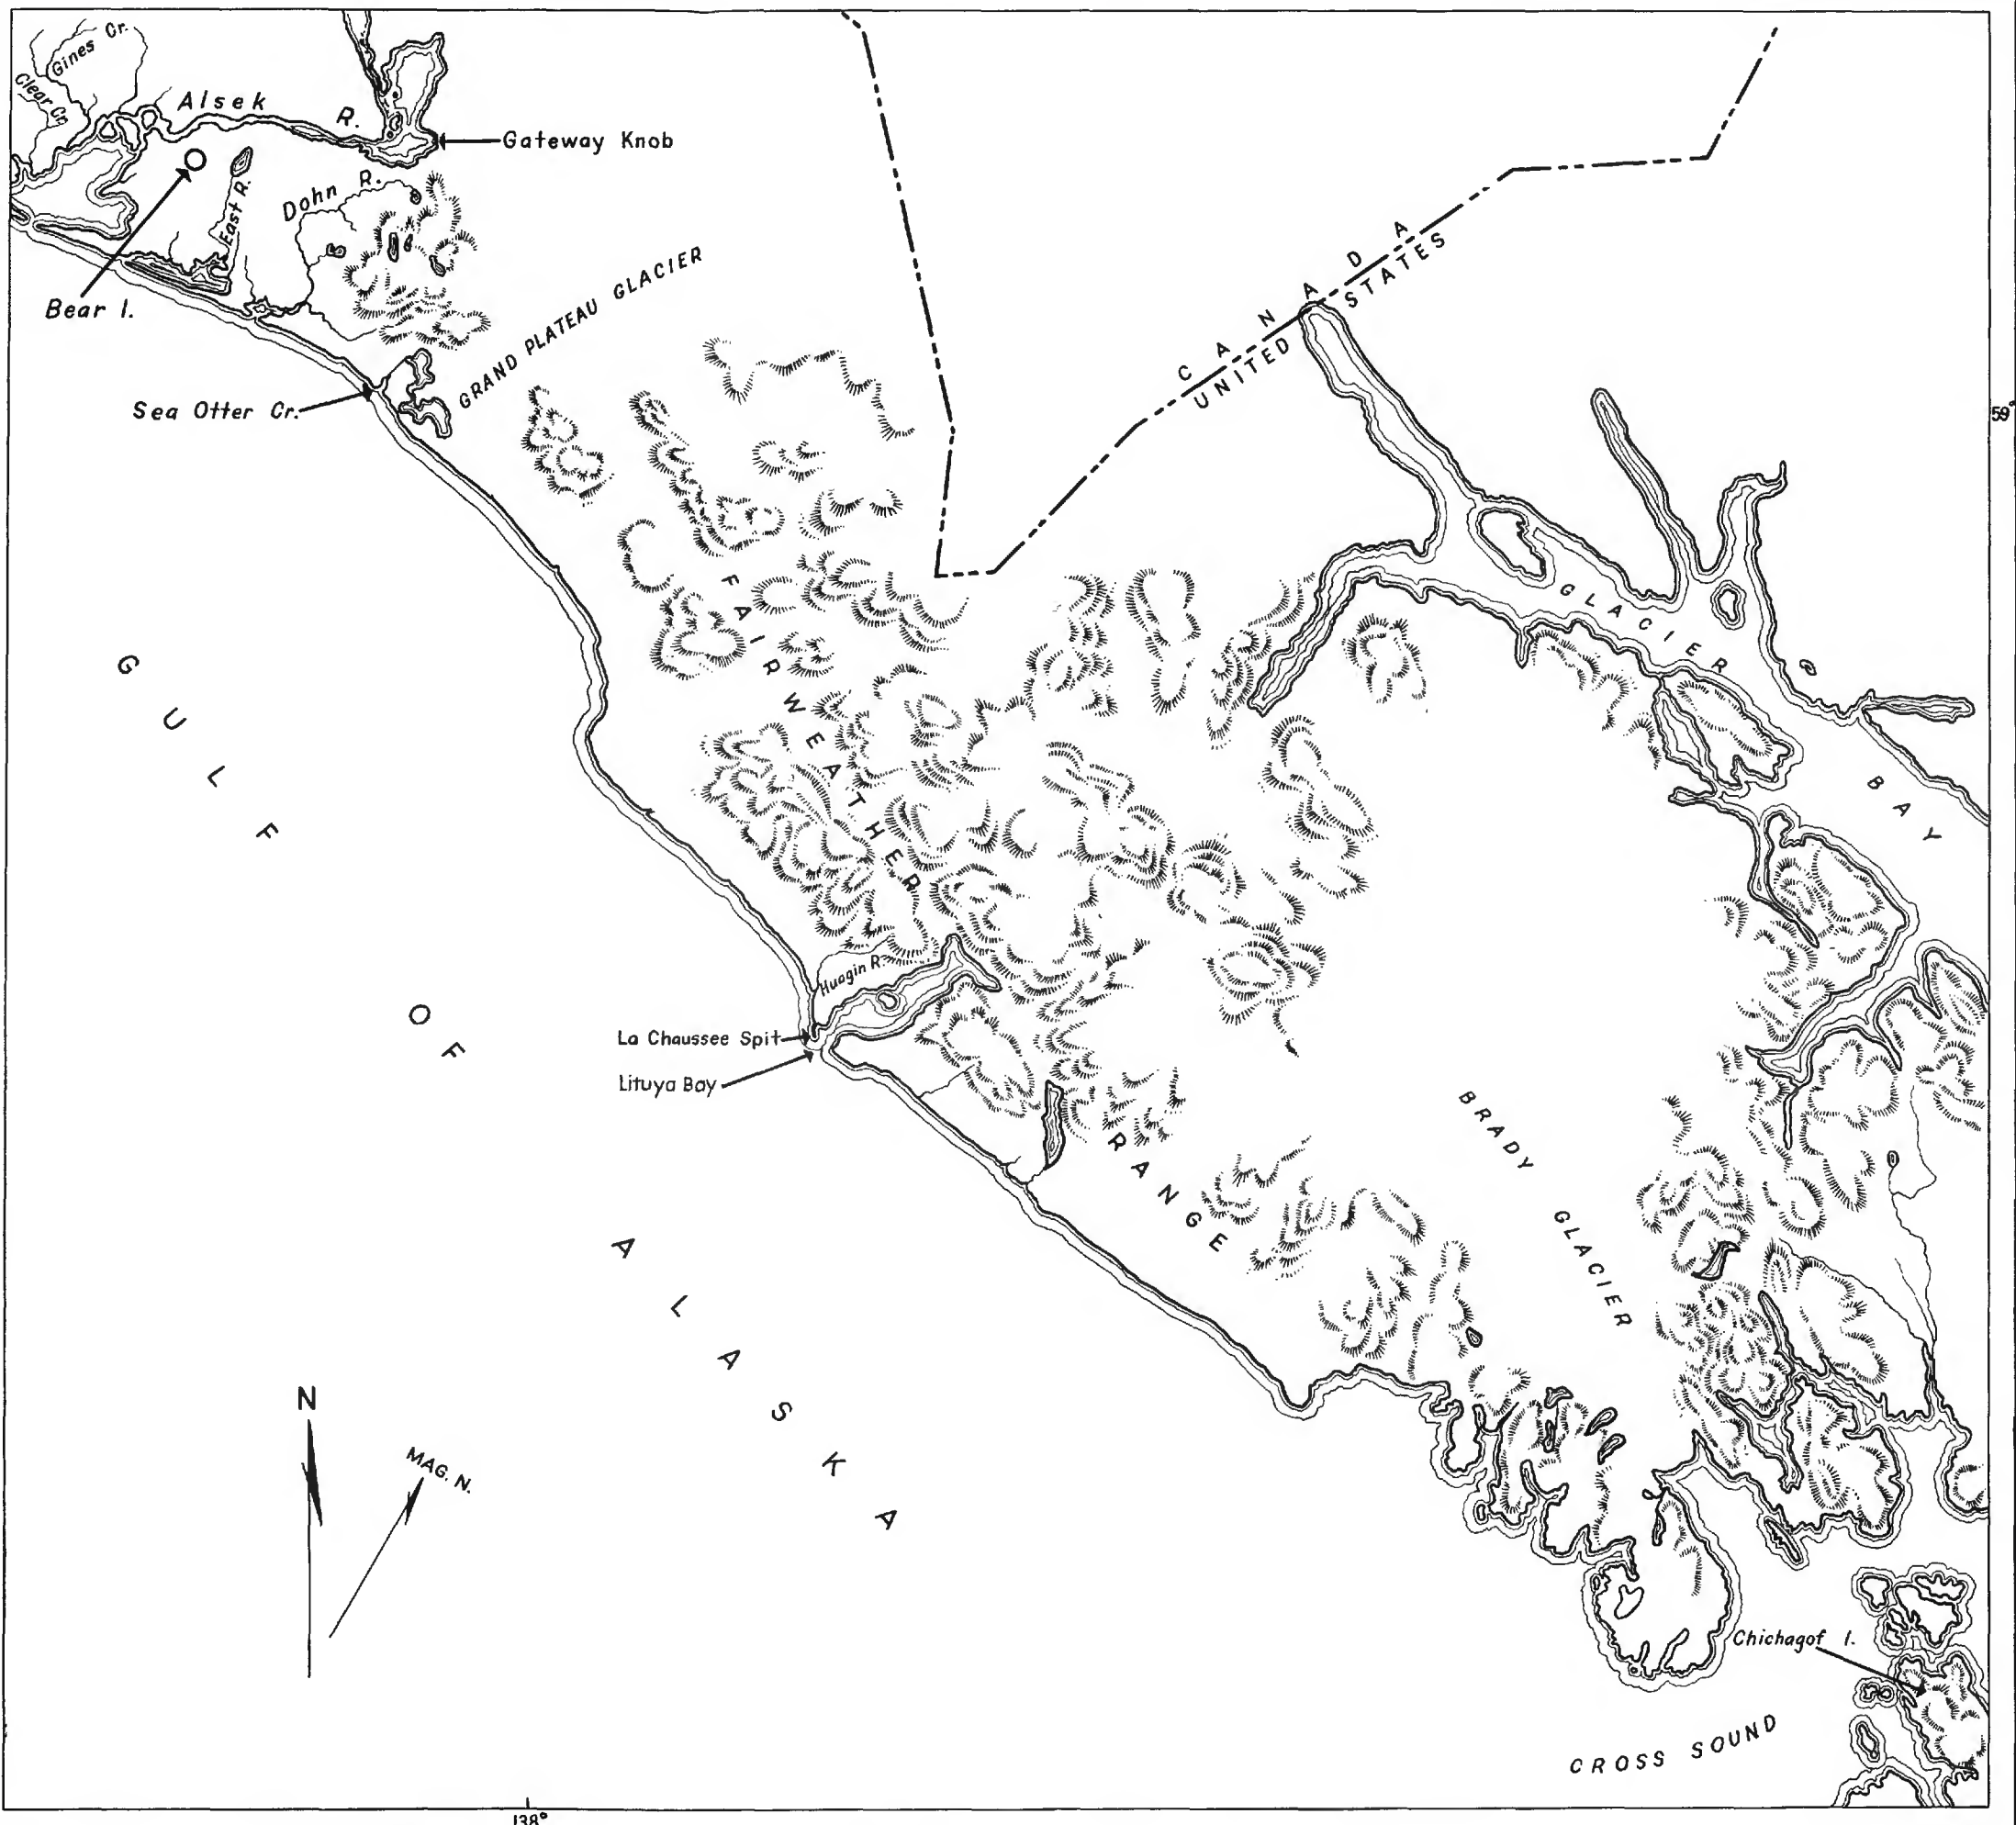 Gines Cr.
Clear Cr.
Alsek R.
Gateway Knob
East R.
Dohn R.
Bear I.
GRAND PLATEAU GLACIER
Sea Otter Cr.
CANADA
UNITED STATES
59°
GLACIER BAY
FAIRWEATHER RANGE
GULF OF ALASKA
Huagin R.
La Chaussee Spit
Lituya Bay
BRADY GLACIER
N
MAG. N.
Chichagof I.
CROSS SOUND
138°